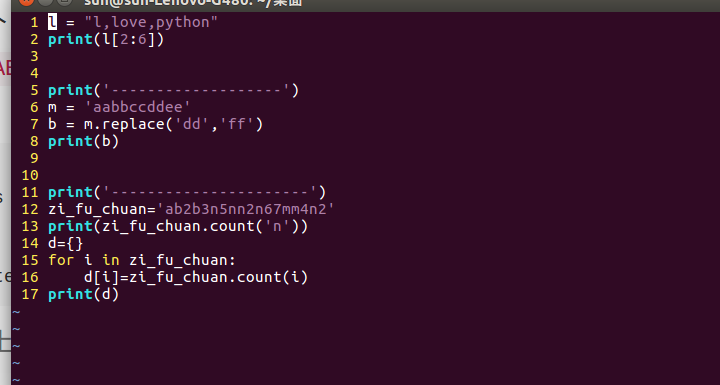 sun@sun-Lenovo-G480: ~/桌面
1 l = "l,love,python"
2 print(l[2:6])
3
4
5 print('-------------------')
6 m = 'aabbccddee'
7 b = m.replace('dd','ff')
8 print(b)
9
10
11 print('----------------------')
12 zi_fu_chuan='ab2b3n5nn2n67mm4n2'
13 print(zi_fu_chuan.count('n'))
14 d={}
15 for i in zi_fu_chuan:
16     d[i]=zi_fu_chuan.count(i)
17 print(d)
~
~
~
~
~